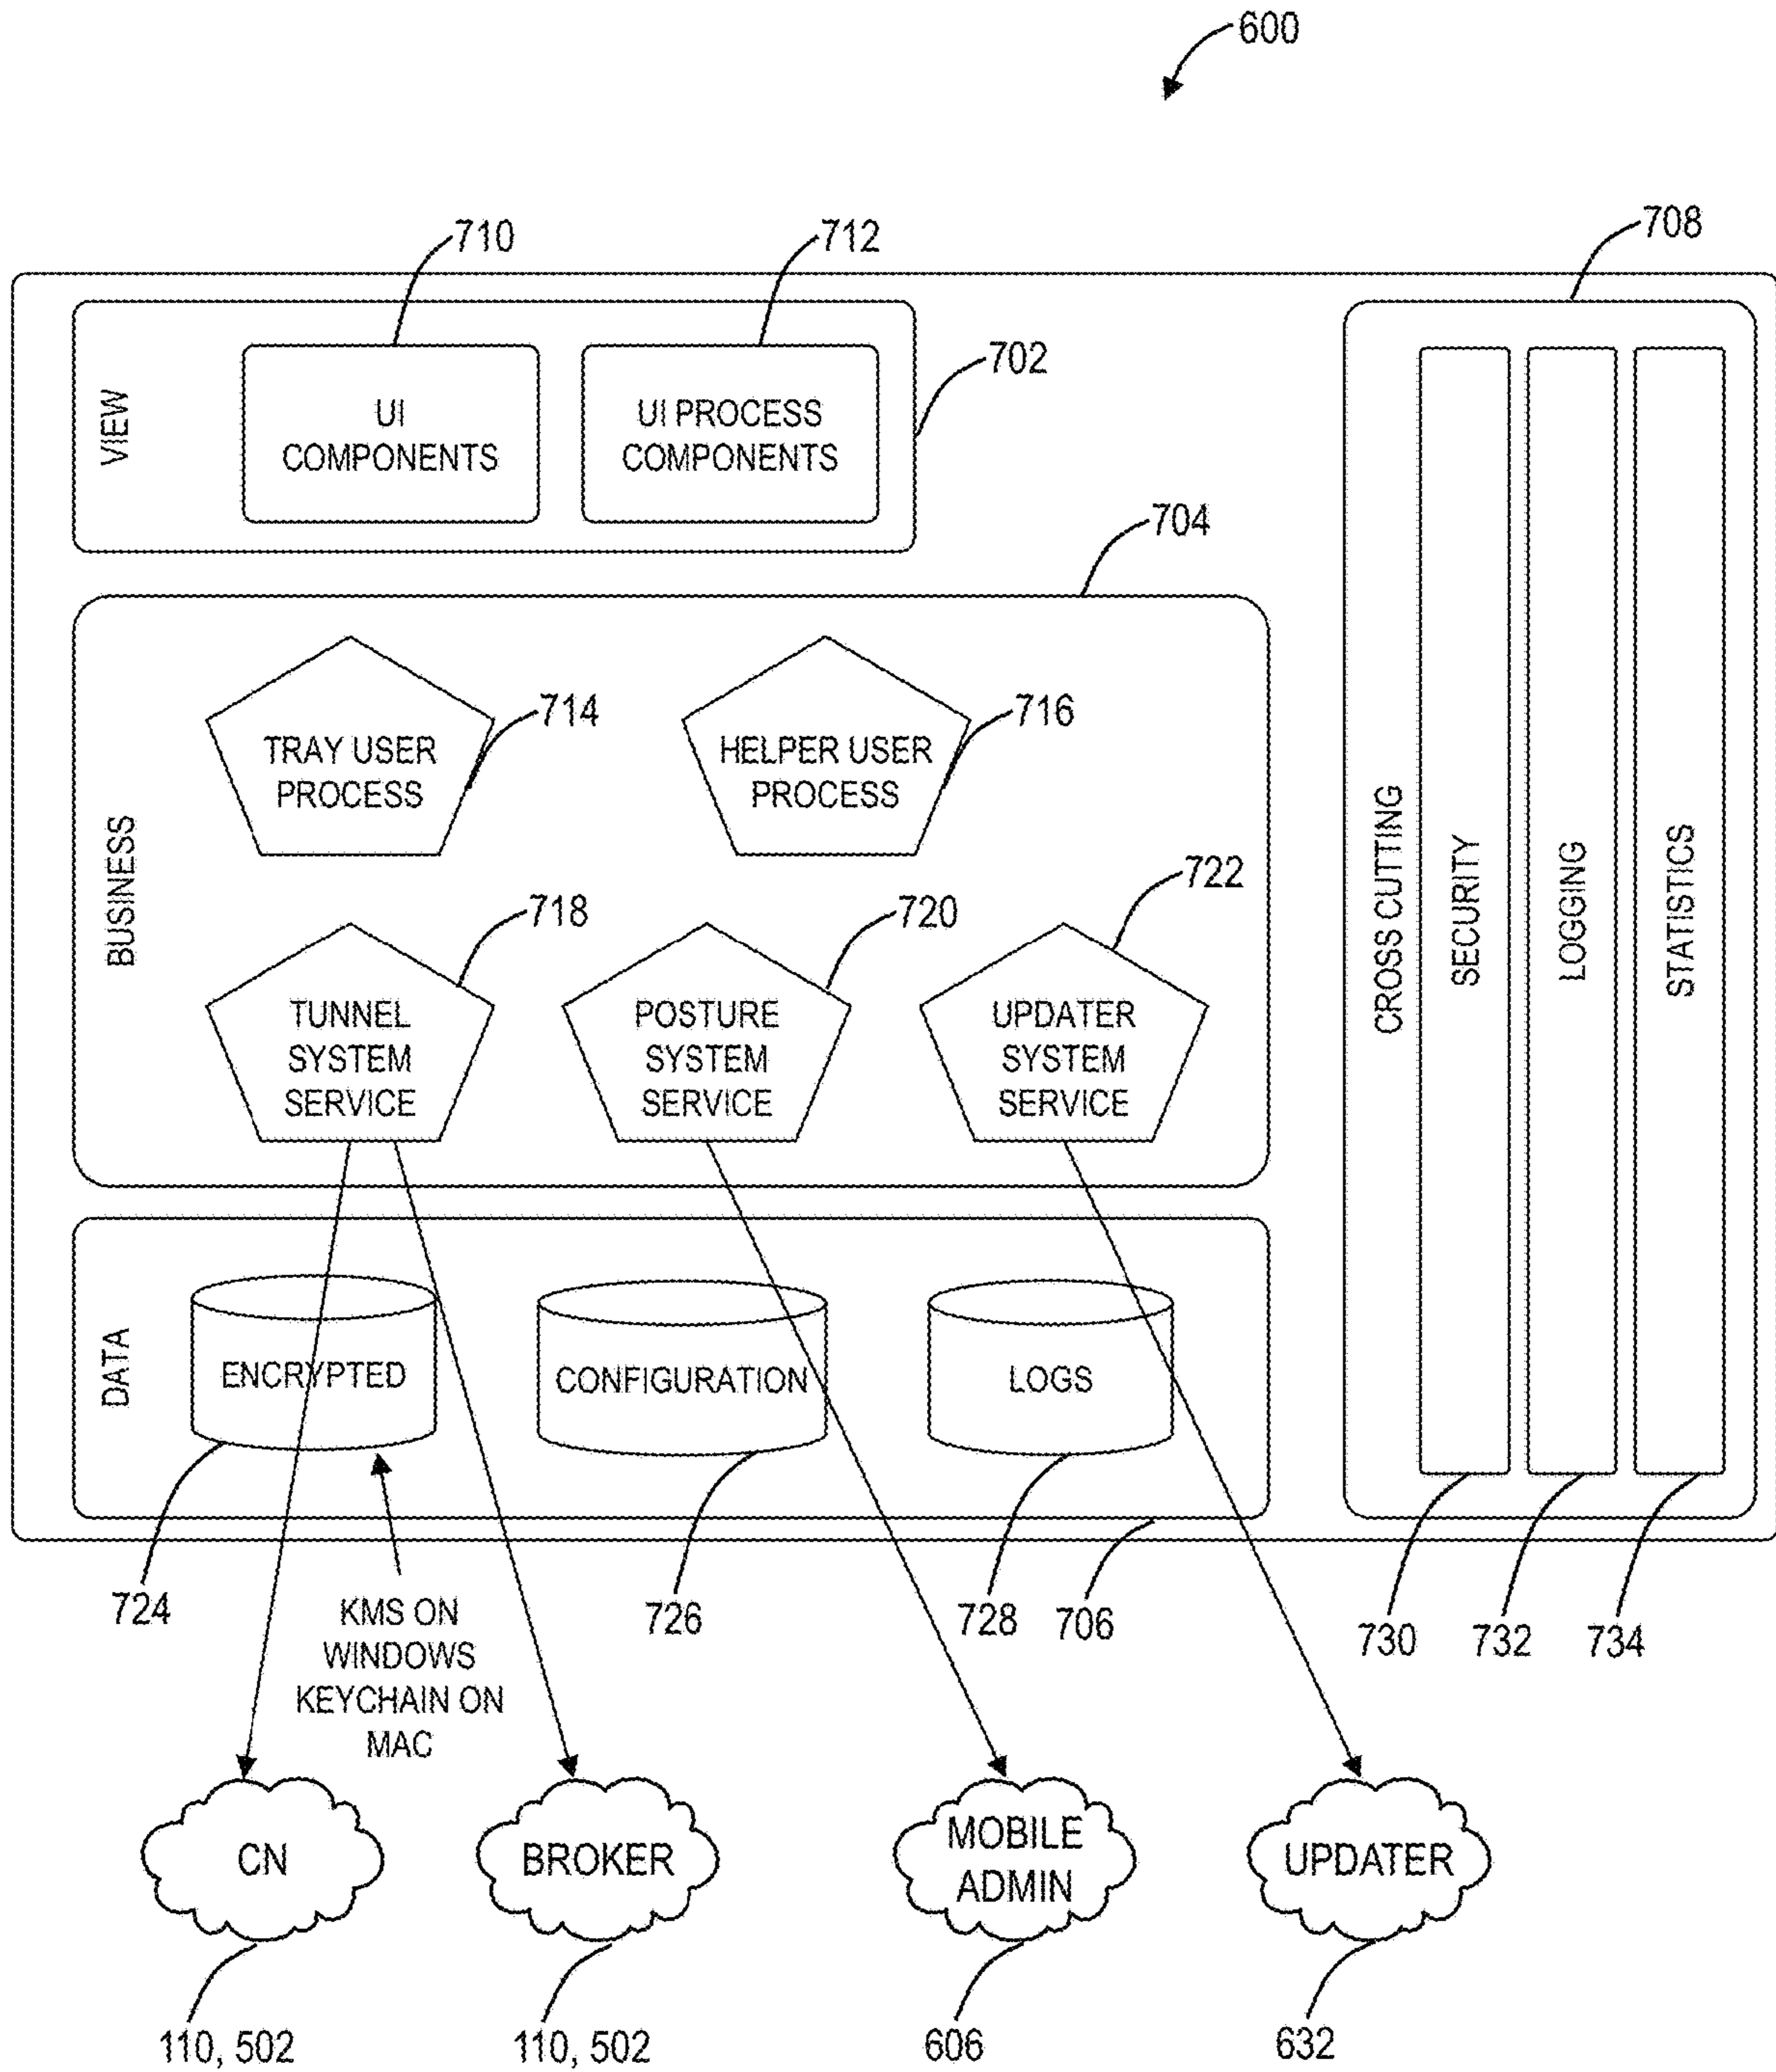 600
710
712
708
VIEW
UI
COMPONENTS
UI PROCESS
COMPONENTS
702
704
BUSINESS
TRAY USER
PROCESS
714
HELPER USER
PROCESS
716
718
720
722
TUNNEL
SYSTEM
SERVICE
POSTURE
SYSTEM
SERVICE
UPDATER
SYSTEM
SERVICE
CROSS CUTTING
SECURITY
LOGGING
STATISTICS
DATA
ENCRYPTED
CONFIGURATION
LOGS
724
KMS ON
WINDOWS
KEYCHAIN ON
MAC
726
728
706
730
732
734
CN
BROKER
MOBILE
ADMIN
UPDATER
110, 502
110, 502
606
632